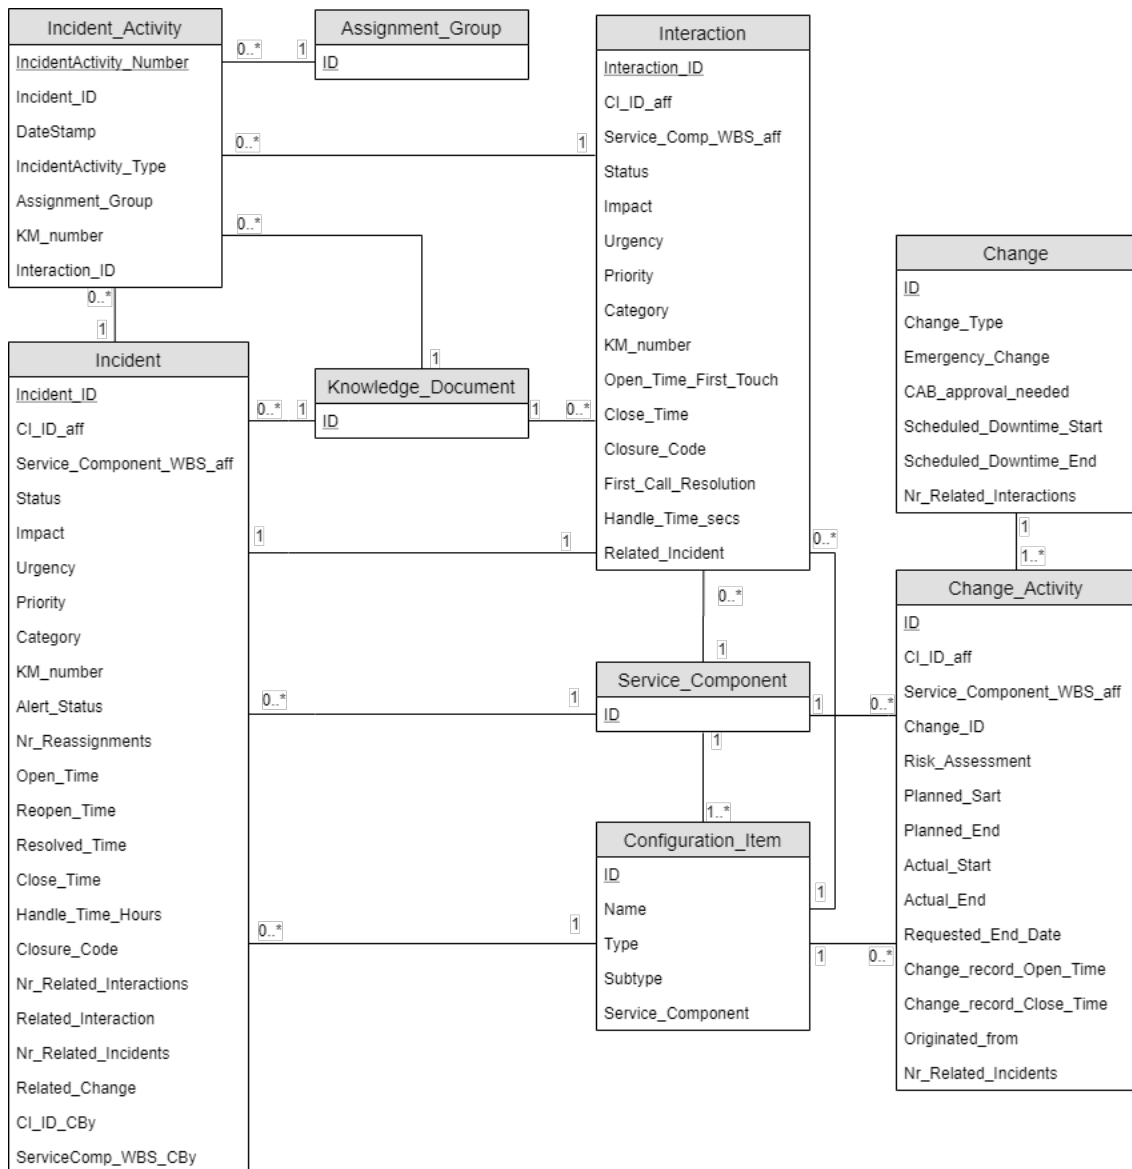 Incident_Activity
IncidentActivity_Number
Incident_ID
DateStamp
IncidentActivity_Type
Assignment_Group
KM_number
Interaction_ID
0..*
1
Assignment_Group
ID
0..*
1
0..*
1
0..*
1
Interaction
Interaction_ID
CI_ID_aff
Service_Comp_WBS_aff
Status
Impact
Urgency
Priority
Category
KM_number
Open_Time_First_Touch
Close_Time
Closure_Code
First_Call_Resolution
Handle_Time_secs
Related_Incident
Change
ID
Change_Type
Emergency_Change
CAB_approval_needed
Scheduled_Downtime_Start
Scheduled_Downtime_End
Nr_Related_Interactions
1
1..*
Incident
Incident_ID
CI_ID_aff
Service_Component_WBS_aff
Status
Impact
Urgency
Priority
Category
KM_number
Alert_Status
Nr_Reassignments
Open_Time
Reopen_Time
Resolved_Time
Close_Time
Handle_Time_Hours
Closure_Code
Nr_Related_Interactions
Related_Interaction
Nr_Related_Incidents
Related_Change
CI_ID_CBy
ServiceComp_WBS_CBy
Knowledge_Document
ID
0..*
1
1
0..*
1
1
0..*
0..*
1
Service_Component
ID
0..*
1
1
0..*
1
1..*
Configuration_Item
ID
Name
Type
Subtype
Service_Component
0..*
1
1
1
0..*
Change_Activity
ID
CI_ID_aff
Service_Component_WBS_aff
Change_ID
Risk_Assessment
Planned_Sart
Planned_End
Actual_Start
Actual_End
Requested_End_Date
Change_record_Open_Time
Change_record_Close_Time
Originated_from
Nr_Related_Incidents